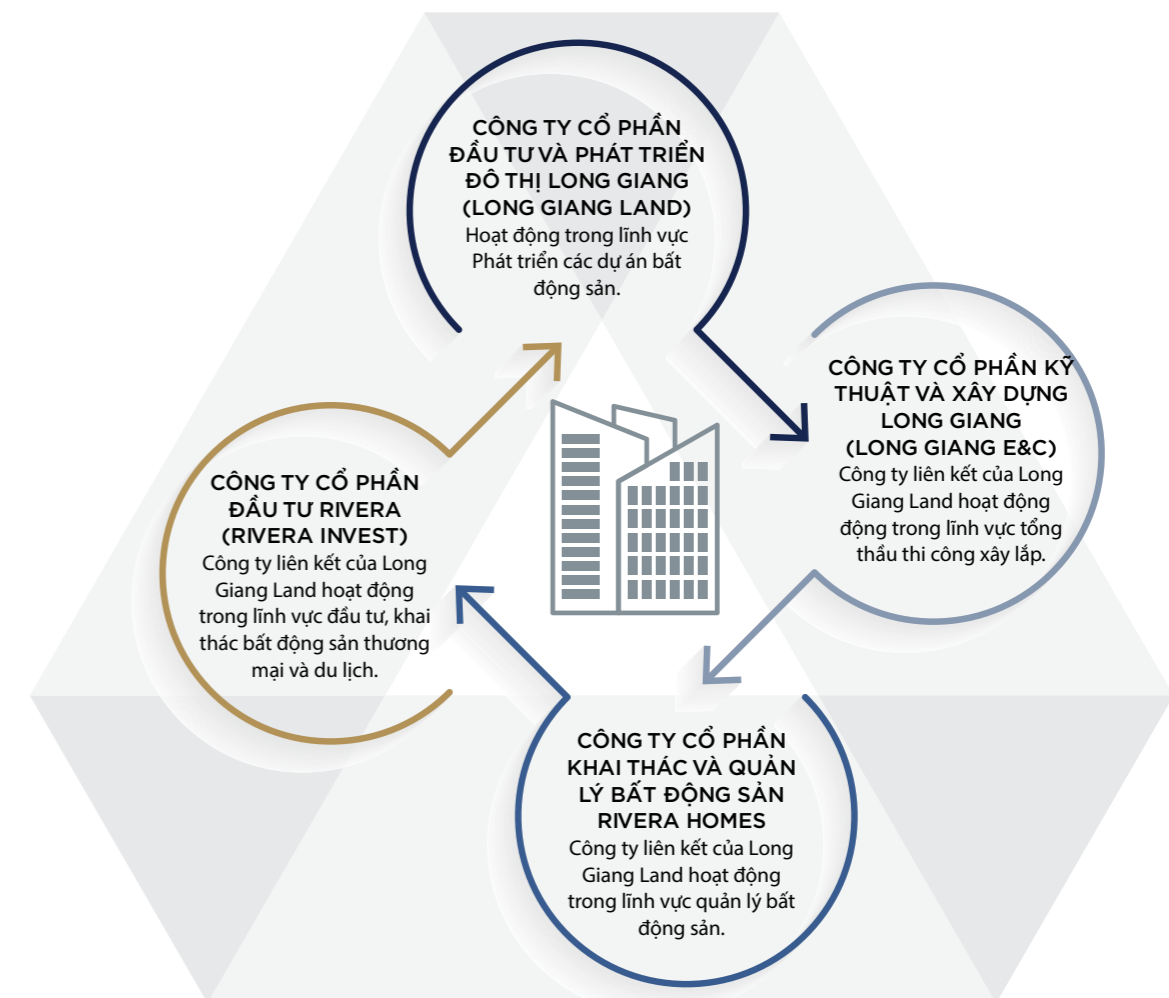 CÔNG TY CỔ PHẦN
ĐẦU TƯ VÀ PHÁT TRIỂN
ĐÔ THỊ LONG GIANG
(LONG GIANG LAND)
Hoạt động trong lĩnh vực
Phát triển các dự án bất
động sản.
CÔNG TY CỔ PHẦN KỸ
THUẬT VÀ XÂY DỰNG
LONG GIANG
(LONG GIANG E&C)
Công ty liên kết của Long
Giang Land hoạt động
động trong lĩnh vực tổng
thầu thi công xây lắp.
CÔNG TY CỔ PHẦN
ĐẦU TƯ RIVERA
(RIVERA INVEST)
Công ty liên kết của Long
Giang Land hoạt động
trong lĩnh vực đầu tư, khai
thác bất động sản thương
mại và du lịch.
CÔNG TY CỔ PHẦN
KHAI THÁC VÀ QUẢN
LÝ BẤT ĐỘNG SẢN
RIVERA HOMES
Công ty liên kết của Long
Giang Land hoạt động
trong lĩnh vực quản lý bất
động sản.